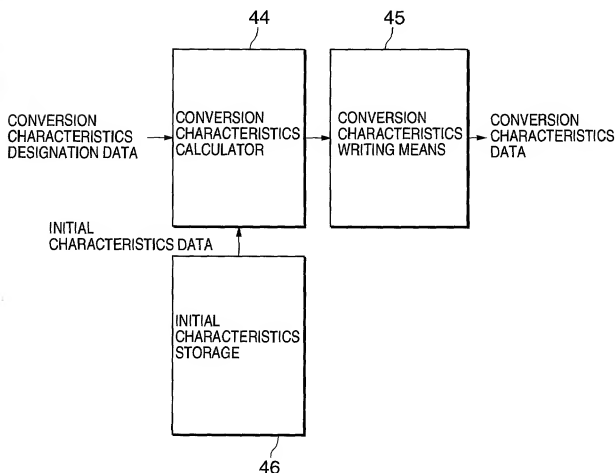 44
45
CONVERSION
CHARACTERISTICS
DESIGNATION DATA
CONVERSION
CHARACTERISTICS
CALCULATOR
CONVERSION
CHARACTERISTICS
WRITING MEANS
CONVERSION
CHARACTERISTICS
DATA
INITIAL
CHARACTERISTICS DATA
INITIAL
CHARACTERISTICS
STORAGE
46